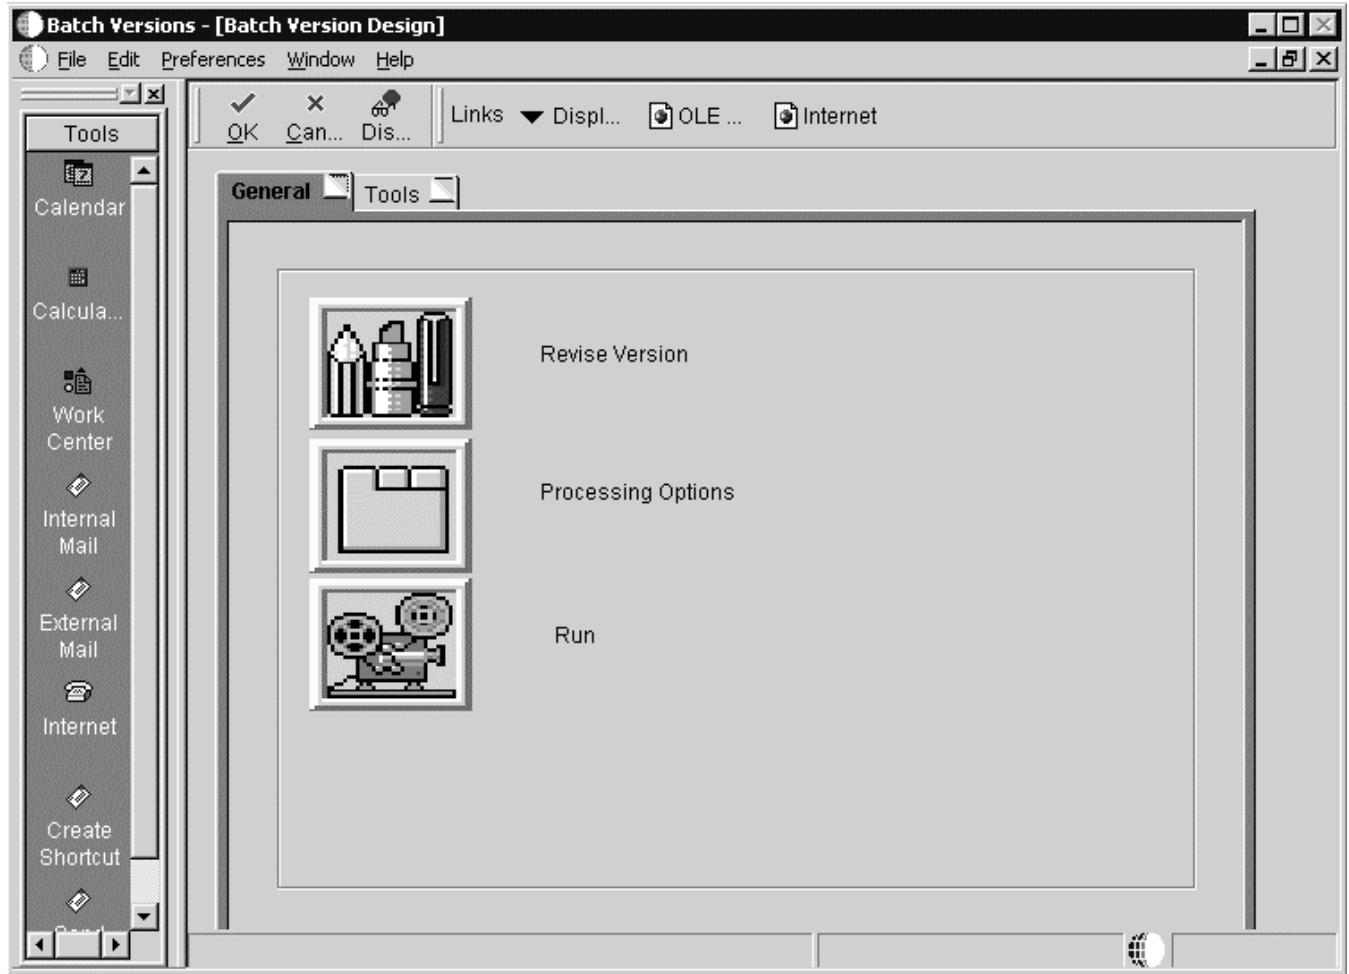 Batch Versions - [Batch Version Design]
File Edit Preferences Window Help
Tools
Calendar
Calcula...
Work
Center
Internal
Mail
External
Mail
Internet
Create
Shortcut
OK Can... Dis...
Links Displ... OLE ... Internet
General Tools
Revise Version
Processing Options
Run